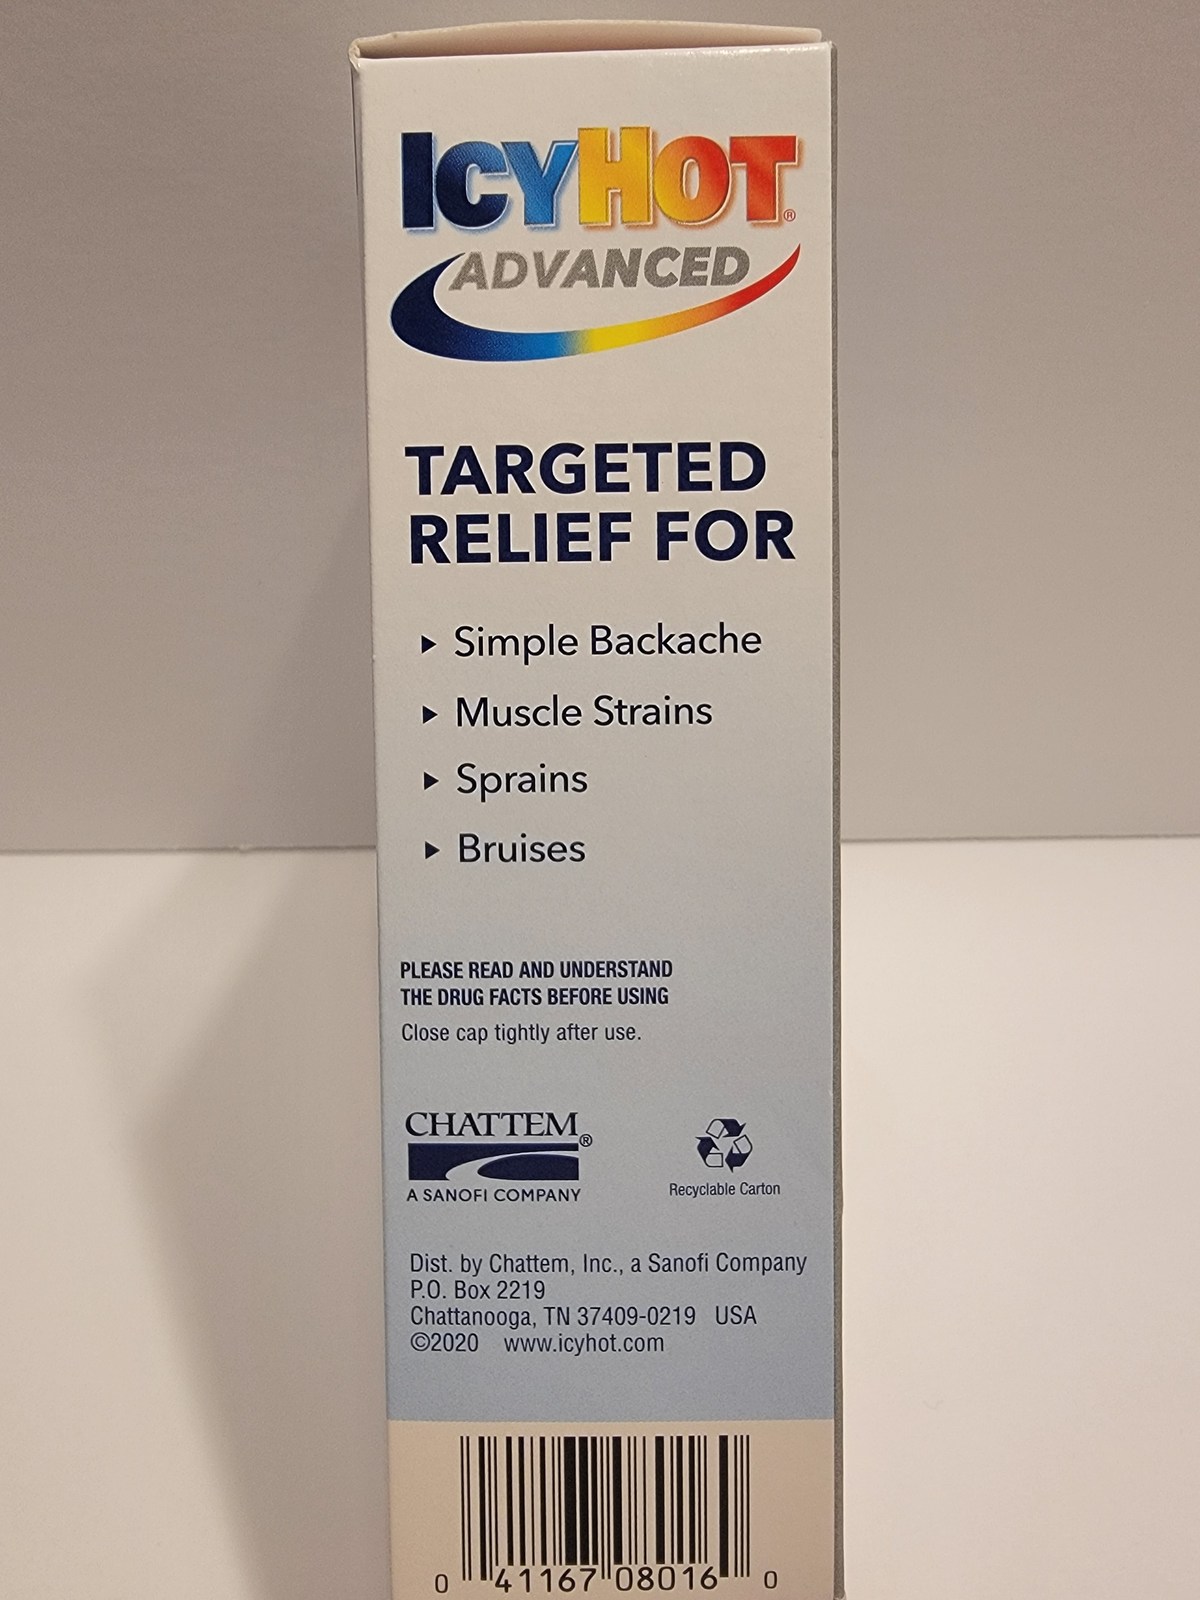 ICYHOT®
ADVANCED
TARGETED
RELIEF FOR
▸ Simple Backache
▸ Muscle Strains
▸ Sprains
▸ Bruises
PLEASE READ AND UNDERSTAND
THE DRUG FACTS BEFORE USING
Close cap tightly after use.
CHATTEM®
A SANOFI COMPANY
Recyclable Carton
Dist. by Chattem, Inc., a Sanofi Company
P.O. Box 2219
Chattanooga, TN 37409-0219 USA
©2020 www.icyhot.com
0 41167 08016 0